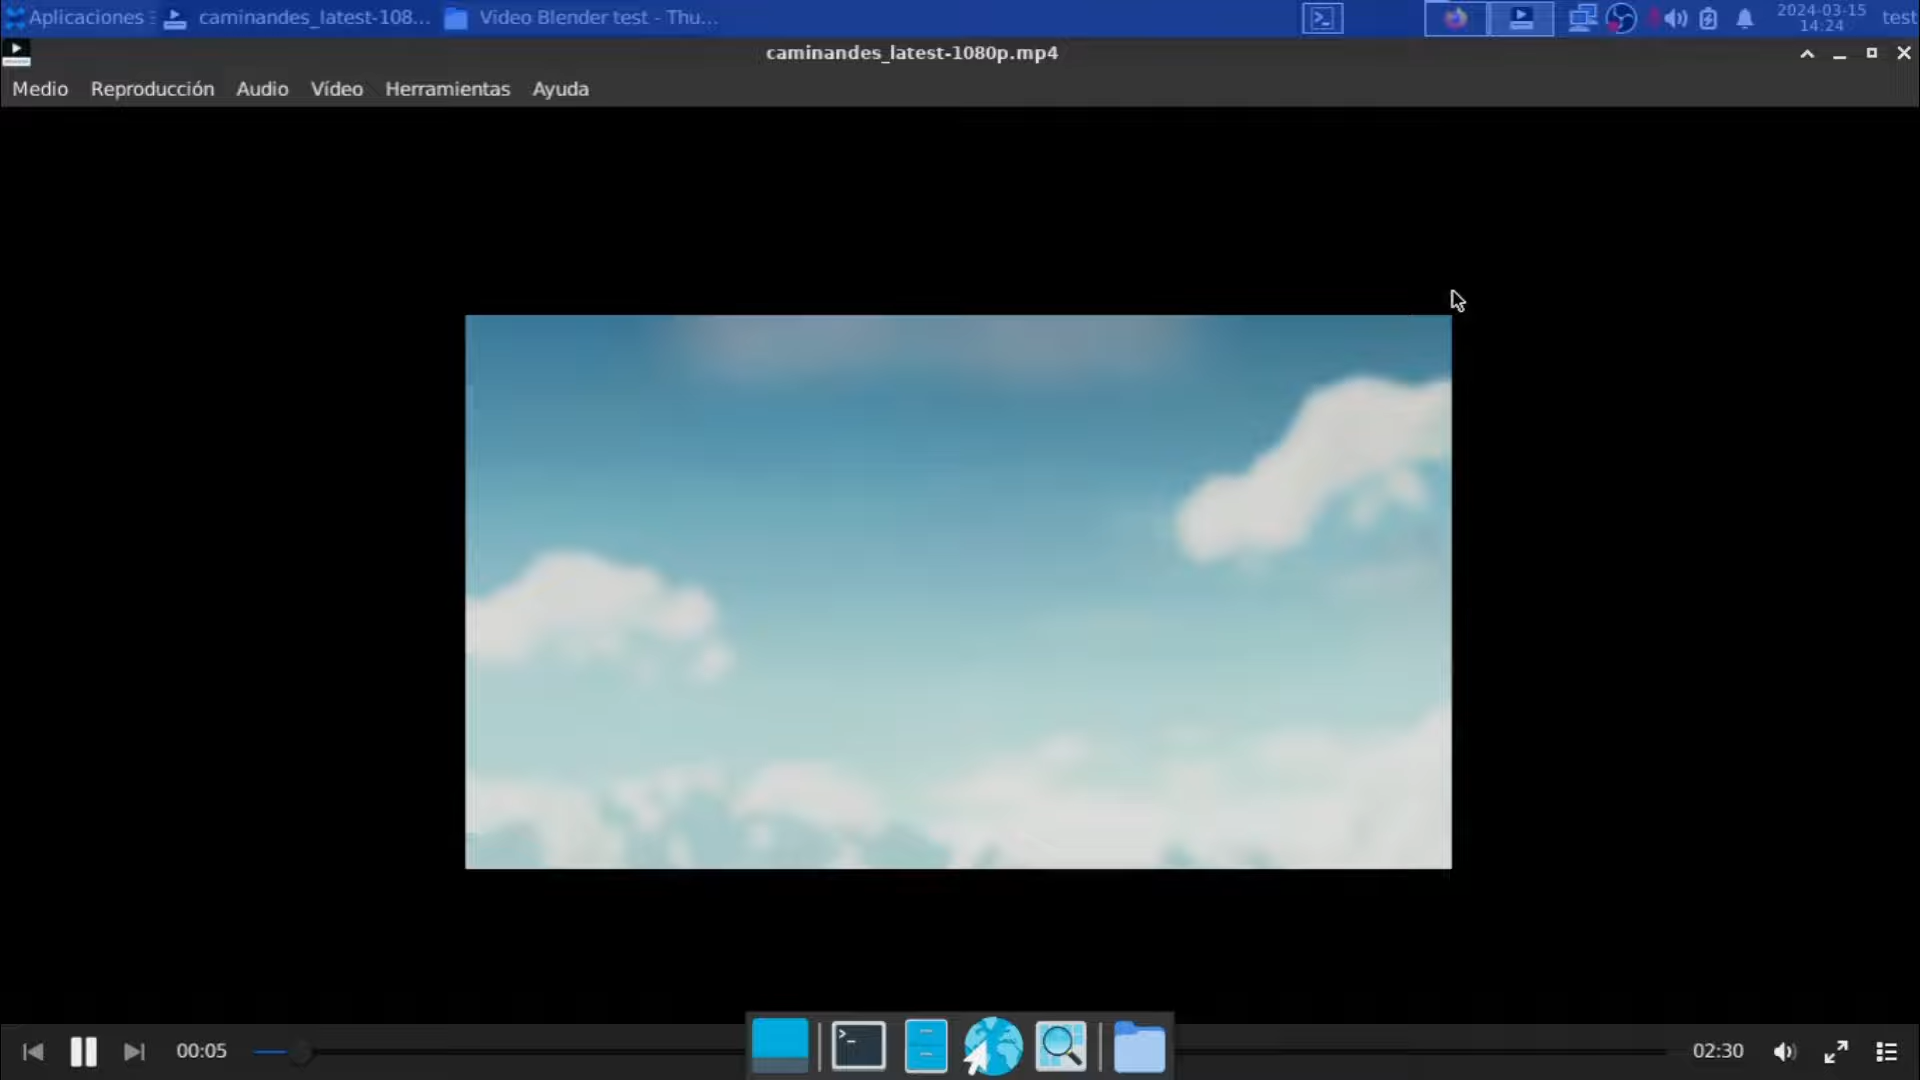 Aplicaciones
caminandes_latest-108...
Video Blender test - Thu...
2024-03-15
14:24
test
caminandes_latest-1080p.mp4
Medio Reproducción Audio Vídeo Herramientas Ayuda
00:05
02:30